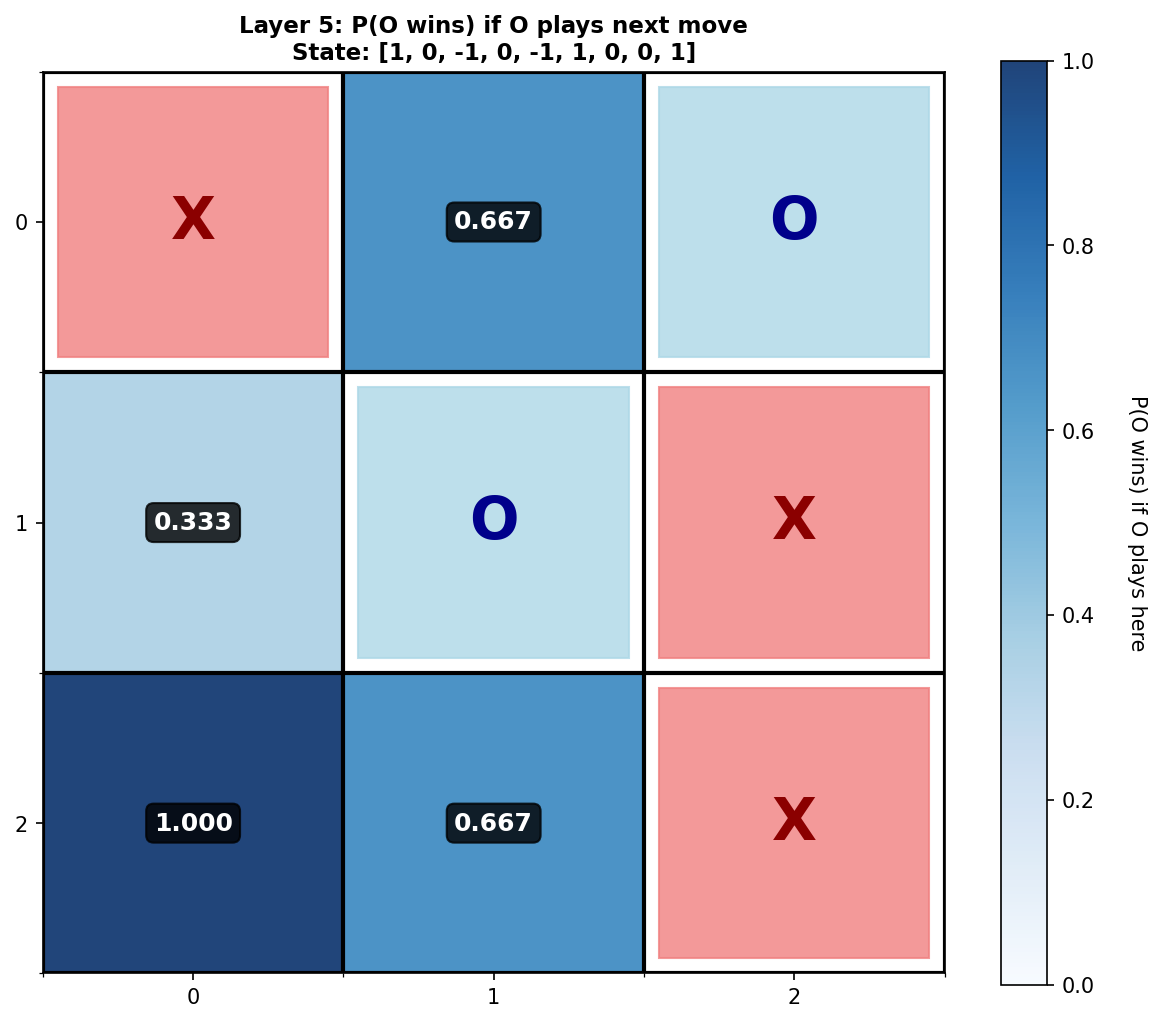 Layer 5: P(O wins) if O plays next move
State: [1, 0, -1, 0, -1, 1, 0, 0, 1]
X
0.667
O
0.333
O
X
1.000
0.667
X
0
1
2
0
1
2
1.0
0.8
0.6
0.4
0.2
0.0
P(O wins) if O plays here